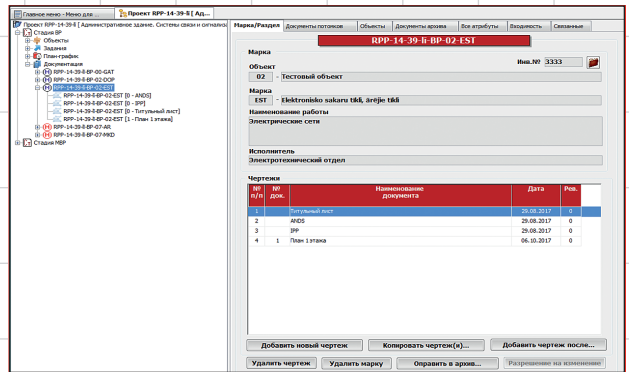 Главное меню - Меню для ...
Проект RPP-14-39-li [ Ад...
Проект RPP-14-39-li [ Административное здание. Системы связи и сигнализ
Стадия BP
Объекты
Задания
План-график
Документация
RPP-14-39-li-BP-00-GAT
RPP-14-39-li-BP-02-DOP
RPP-14-39-li-BP-02-EST
RPP-14-39-li-BP-02-EST [0 - ANDS]
RPP-14-39-li-BP-02-EST [0 - IPP]
RPP-14-39-li-BP-02-EST [0 - Титульный лист]
RPP-14-39-li-BP-02-EST [1 - План 1 этажа]
RPP-14-39-li-BP-07-AR
RPP-14-39-li-BP-07-MKD
Стадия MBP
Марка/Раздел Документы потомков Объекты Документы архива Все атрибуты Входимость Связанные
RPP-14-39-li-BP-02-EST
Марка
Инв.№ 3333
Объект
02 - Тестовый объект
Марка
EST - Elektronisko sakaru tīkli, ārējie tīkli
Наименование работы
Электрические сети
Исполнитель
Электротехнический отдел
Чертежи
№ п/п № док. Наименование документа Дата Рев.
1 Титульный лист 29.08.2017 0
2 ANDS 29.08.2017 0
3 IPP 29.08.2017 0
4 1 План 1 этажа 06.10.2017 0
Добавить новый чертеж Копировать чертеж(и)... Добавить чертеж после...
Удалить чертеж Удалить марку Оправить в архив... Разрешение на изменение